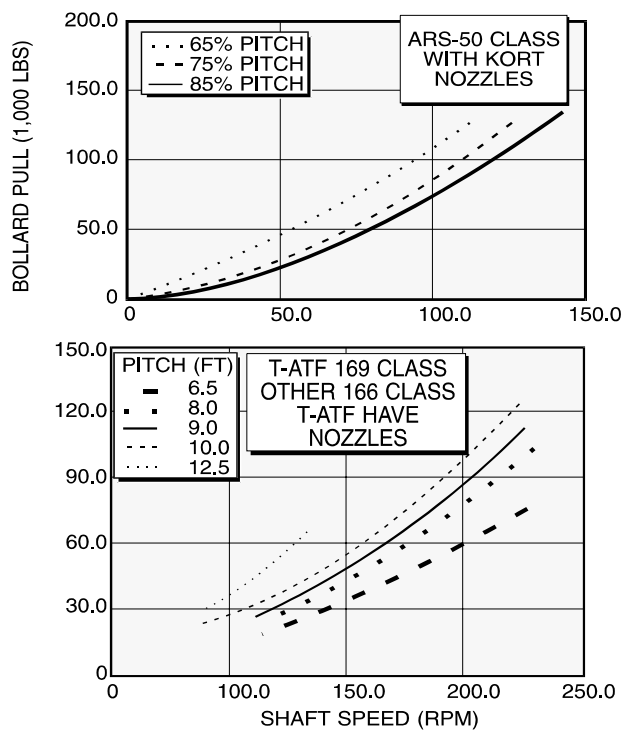 200.0
65% PITCH
75% PITCH
85% PITCH
ARS-50 CLASS
WITH KORT
NOZZLES
150.0
100.0
50.0
0
0
50.0
100.0
150.0
BOLLARD PULL (1,000 LBS)
150.0
PITCH (FT)
6.5
8.0
9.0
10.0
12.5
T-ATF 169 CLASS
OTHER 166 CLASS
T-ATF HAVE
NOZZLES
120.0
90.0
60.0
30.0
0
0
100.0
150.0
200.0
250.0
SHAFT SPEED (RPM)